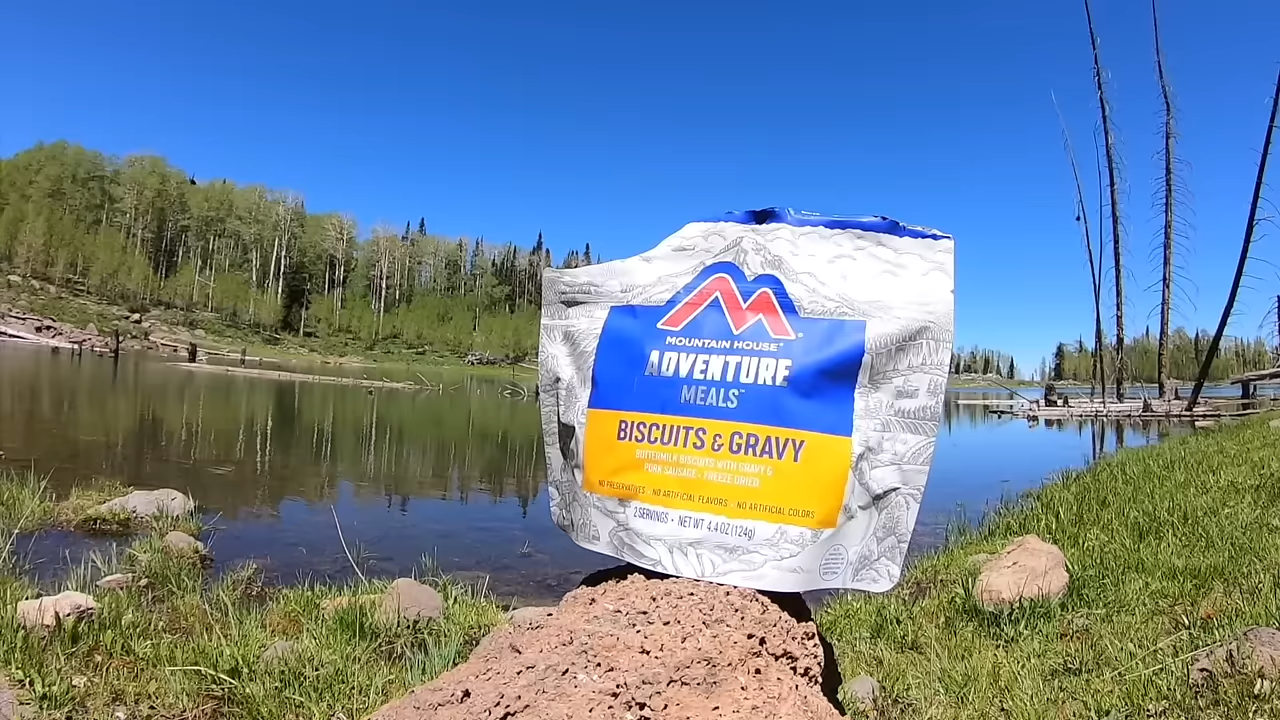 MOUNTAIN HOUSE®
ADVENTURE
MEALS™
BISCUITS & GRAVY
BUTTERMILK BISCUITS WITH GRAVY &
PORK SAUSAGE • FREEZE DRIED
NO PRESERVATIVES NO ARTIFICIAL FLAVORS NO ARTIFICIAL COLORS
2 SERVINGS • NET WT 4.4 OZ (124g)